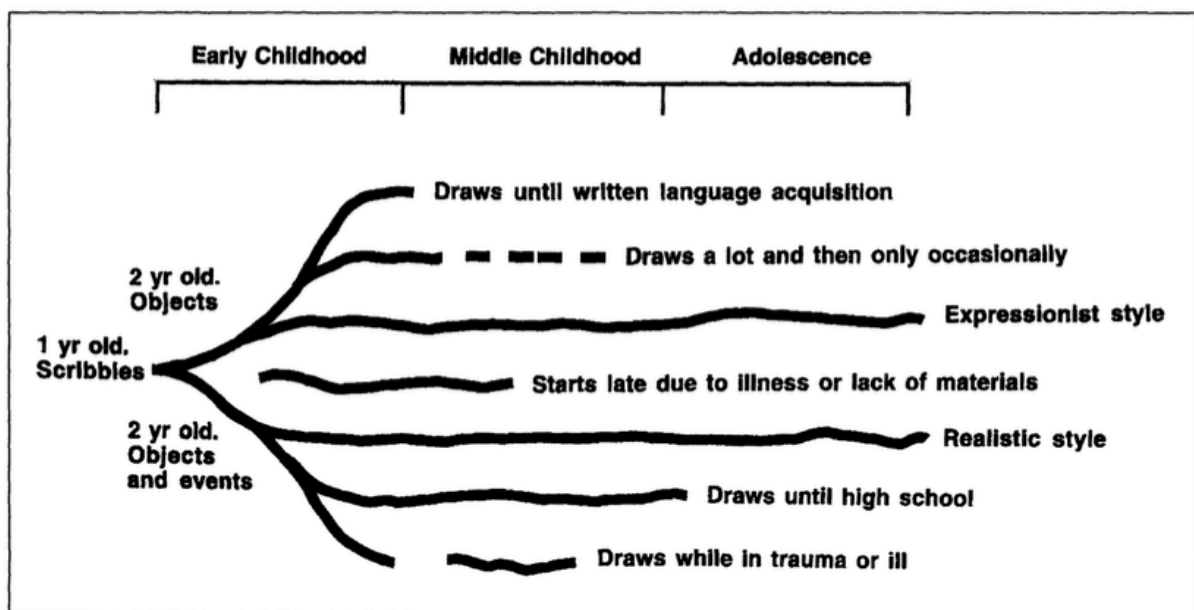 Early Childhood Middle Childhood Adolescence
Draws until written language acquisition
Draws a lot and then only occasionally
2 yr old.
Objects
Expressionist style
1 yr old.
Scribbles
Starts late due to illness or lack of materials
2 yr old.
Objects
and events
Realistic style
Draws until high school
Draws while in trauma or ill